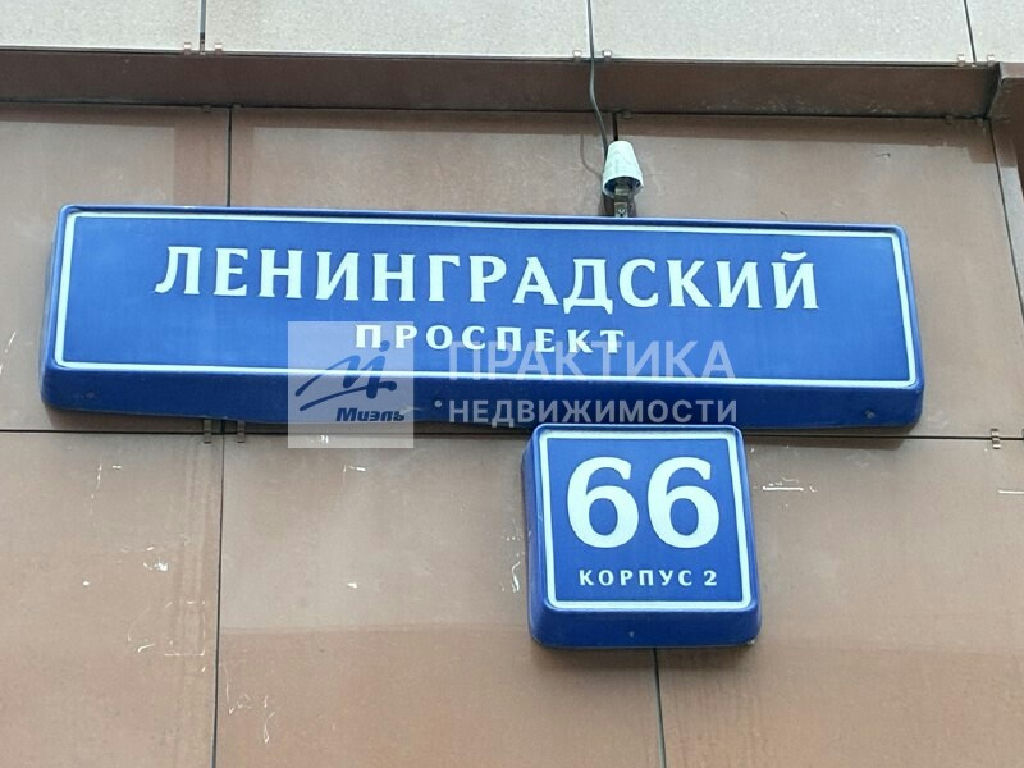 ЛЕНИНГРАДСКИЙ
ПРОСПЕКТ
Миэль
ПРАКТИКА
НЕДВИЖИМОСТИ
66
КОРПУС 2